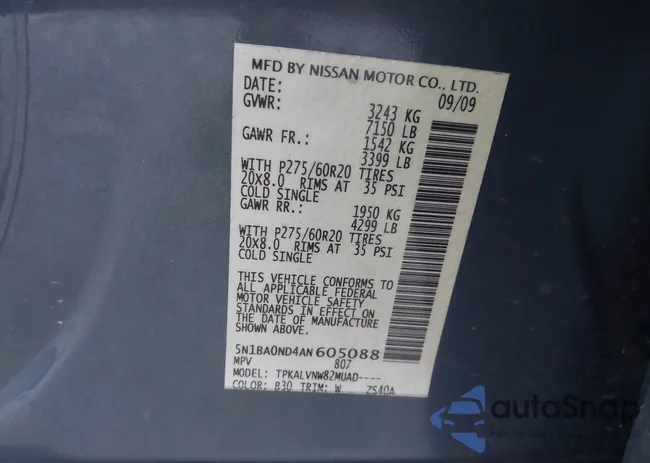 MFD BY NISSAN MOTOR CO., LTD.
DATE: 09/09
GVWR: 3243 KG
7150 LB
GAWR FR.: 1542 KG
3399 LB
WITH P275/60R20 TIRES
20X8.0 RIMS AT 35 PSI
COLD SINGLE
GAWR RR.: 1950 KG
4299 LB
WITH P275/60R20 TIRES
20X8.0 RIMS AT 35 PSI
COLD SINGLE
THIS VEHICLE CONFORMS TO
ALL APPLICABLE FEDERAL
MOTOR VEHICLE SAFETY
STANDARDS IN EFFECT ON
THE DATE OF MANUFACTURE
SHOWN ABOVE.
5N1BA0ND4AN605088
MPV 807
MODEL: TPKALVNW82MUAD----
COLOR: B30 TRIM: W ZS40A
autoSnap